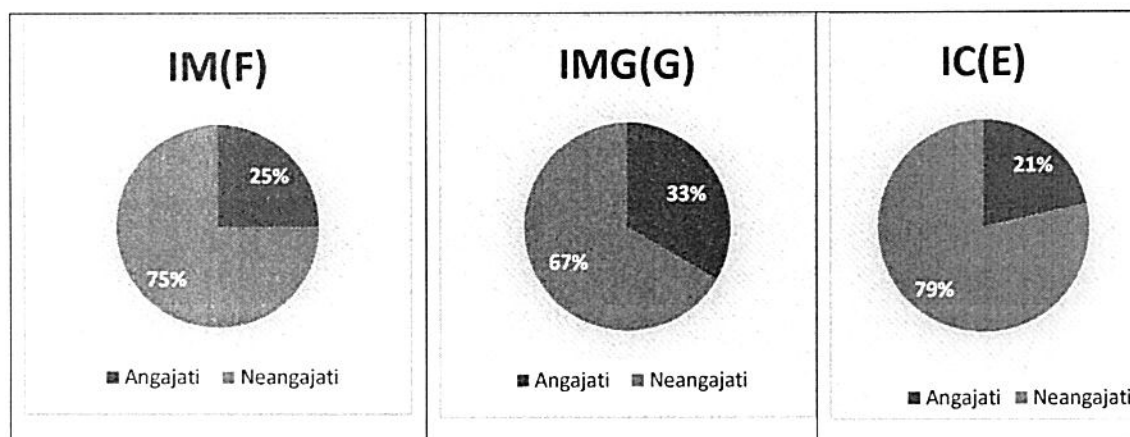 IM(F)
25%
75%
Angajati Neangajati
IMG(G)
33%
67%
Angajati Neangajati
IC(E)
21%
79%
Angajati Neangajati